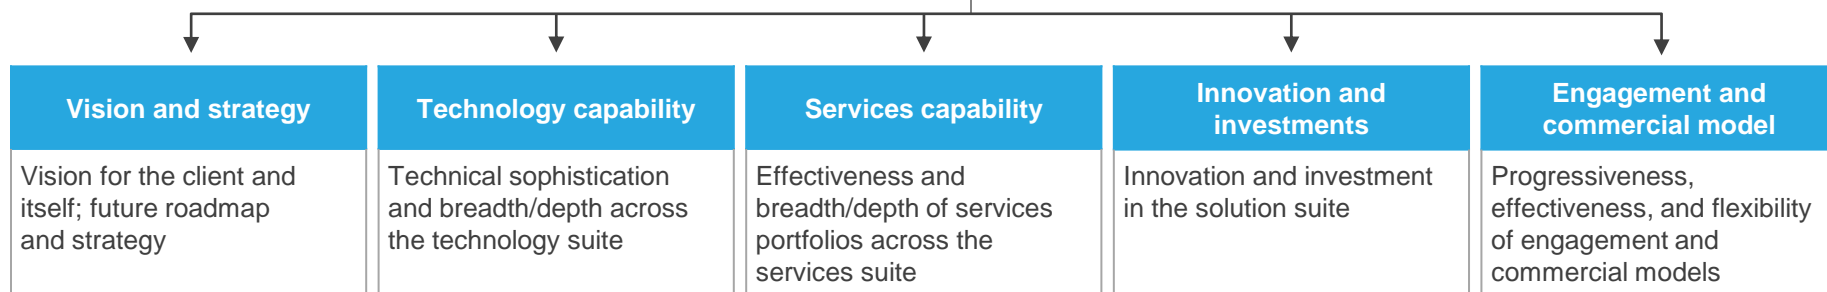 Vision and strategy
Vision for the client and
itself; future roadmap
and strategy
Technology capability
Technical sophistication
and breadth/depth across
the technology suite
Services capability
Effectiveness and
breadth/depth of services
portfolios across the
services suite
Innovation and
investments
Innovation and investment
in the solution suite
Engagement and
commercial model
Progressiveness,
effectiveness, and flexibility
of engagement and
commercial models